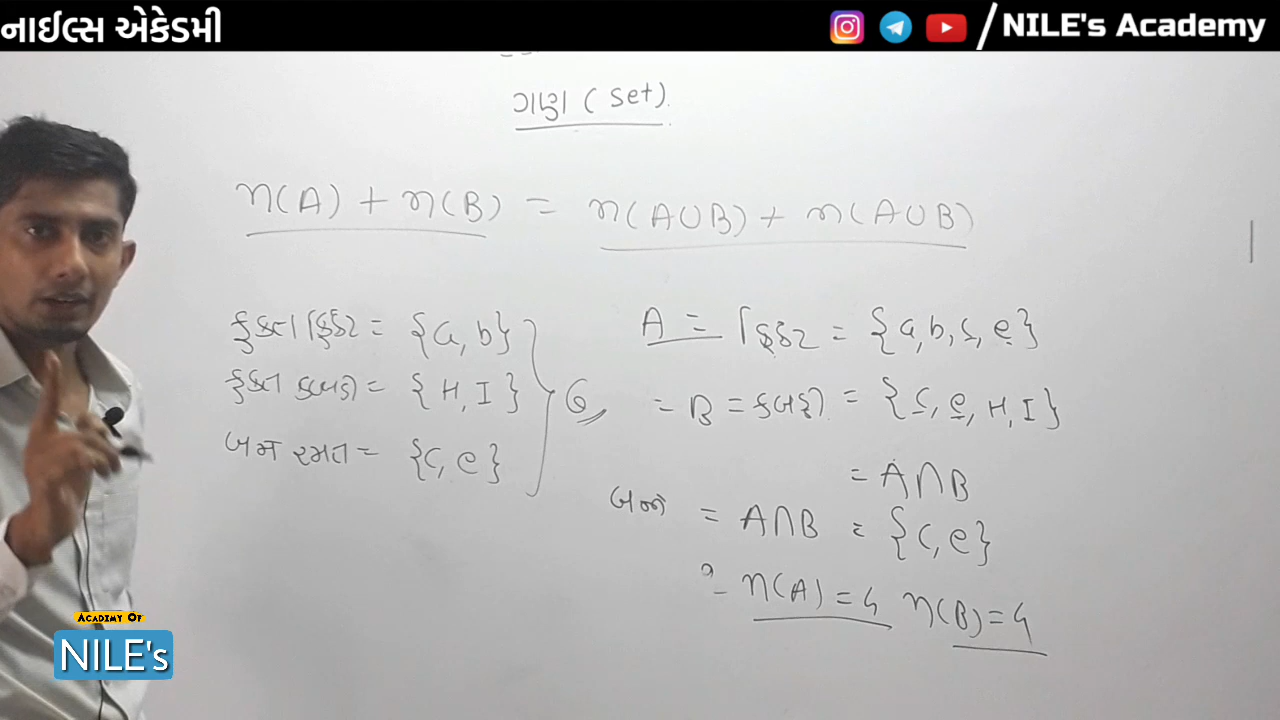 નાઈલ્સ એકેડમી
/NILE's Academy
ગણ (set).
n(A) + n(B) = n(A∪B) + n(A∪B)
ફક્ત ક્રિકેટ = {a, b}
ફક્ત કબડ્ડી = {H, I}
બન્ને રમત = {c, e}
6
A = ક્રિકેટ = {a, b, c, e}
= B = કબડ્ડી = {c, e, H, I}
= A∩B
બન્ને = A∩B = {c, e}
= n(A) = 4 n(B) = 4
ACADEMY OF
NILE's